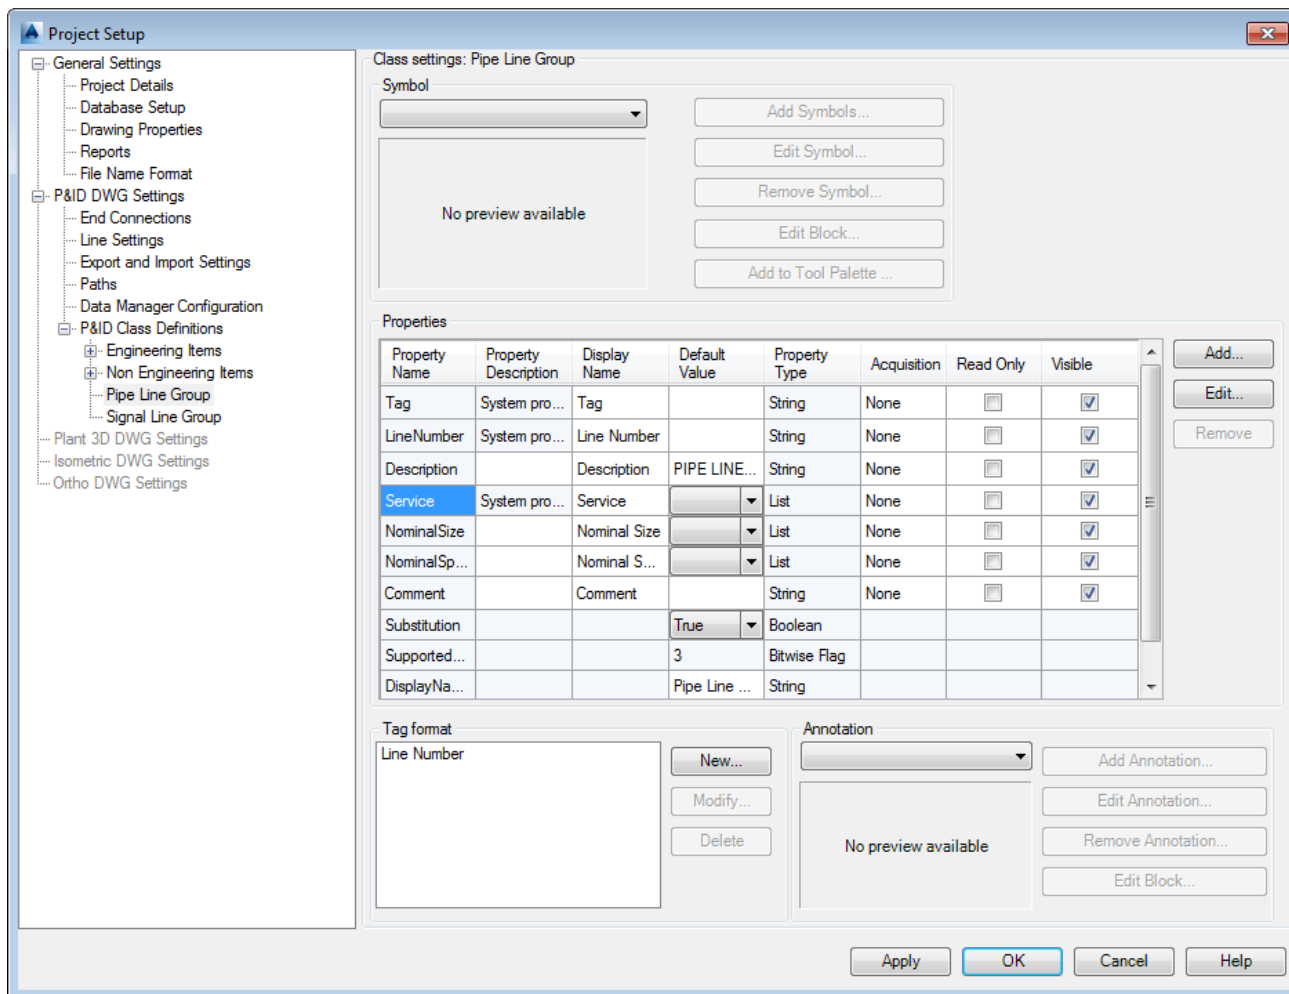 Project Setup
General Settings
Project Details
Database Setup
Drawing Properties
Reports
File Name Format
P&ID DWG Settings
End Connections
Line Settings
Export and Import Settings
Paths
Data Manager Configuration
P&ID Class Definitions
Engineering Items
Non Engineering Items
Pipe Line Group
Signal Line Group
Plant 3D DWG Settings
Isometric DWG Settings
Ortho DWG Settings
Class settings: Pipe Line Group
Symbol
No preview available
Add Symbols...
Edit Symbol...
Remove Symbol...
Edit Block...
Add to Tool Palette ...
Properties
Property Name Property Description Display Name Default Value Property Type Acquisition Read Only Visible
Tag System pro... Tag String None
LineNumber System pro... Line Number String None
Description Description PIPE LINE... String None
Service System pro... Service List None
NominalSize Nominal Size List None
NominalSp... Nominal S... List None
Comment Comment String None
Substitution True Boolean
Supported... 3 Bitwise Flag
DisplayNa... Pipe Line ... String
Add...
Edit...
Remove
Tag format
Line Number
New...
Modify...
Delete
Annotation
No preview available
Add Annotation...
Edit Annotation...
Remove Annotation...
Edit Block...
Apply OK Cancel Help